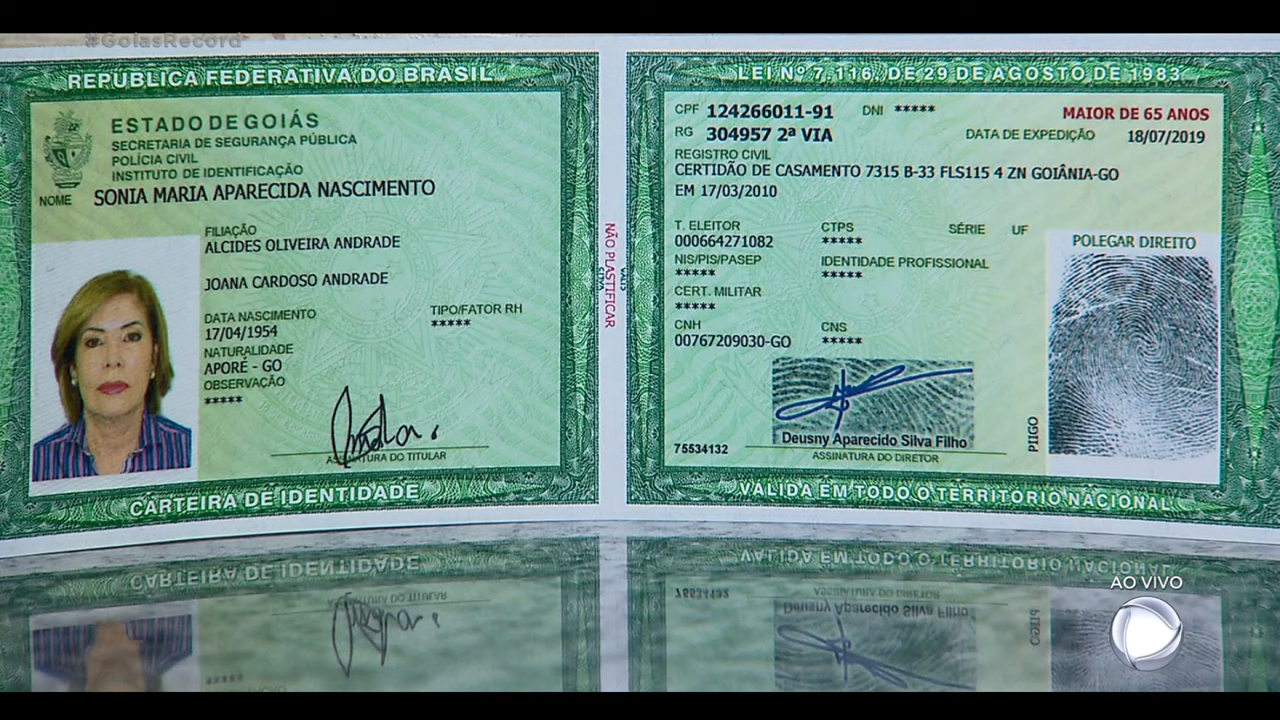 #GoiasRecord
REPÚBLICA FEDERATIVA DO BRASIL
ESTADO DE GOIÁS
SECRETARIA DE SEGURANÇA PÚBLICA
POLÍCIA CIVIL
INSTITUTO DE IDENTIFICAÇÃO
NOME SONIA MARIA APARECIDA NASCIMENTO
FILIAÇÃO
ALCIDES OLIVEIRA ANDRADE
JOANA CARDOSO ANDRADE
DATA NASCIMENTO TIPO/FATOR RH
17/04/1954 *****
NATURALIDADE
APORÉ - GO
OBSERVAÇÃO
*****
ASSINATURA DO TITULAR
CARTEIRA DE IDENTIDADE
NÃO PLASTIFICAR
LEI Nº 7.116, DE 29 DE AGOSTO DE 1983
CPF 124266011-91 DNI ***** MAIOR DE 65 ANOS
RG 304957 2ª VIA DATA DE EXPEDIÇÃO 18/07/2019
REGISTRO CIVIL
CERTIDÃO DE CASAMENTO 7315 B-33 FLS115 4 ZN GOIÂNIA-GO
EM 17/03/2010
T. ELEITOR CTPS SÉRIE UF
000664271082 *****
NIS/PIS/PASEP IDENTIDADE PROFISSIONAL
***** *****
CERT. MILITAR
*****
CNH CNS
00767209030-GO *****
POLEGAR DIREITO
Deusny Aparecido Silva Filho
75534132 ASSINATURA DO DIRETOR
PIIGO
VALIDA EM TODO O TERRITÓRIO NACIONAL
AO VIVO